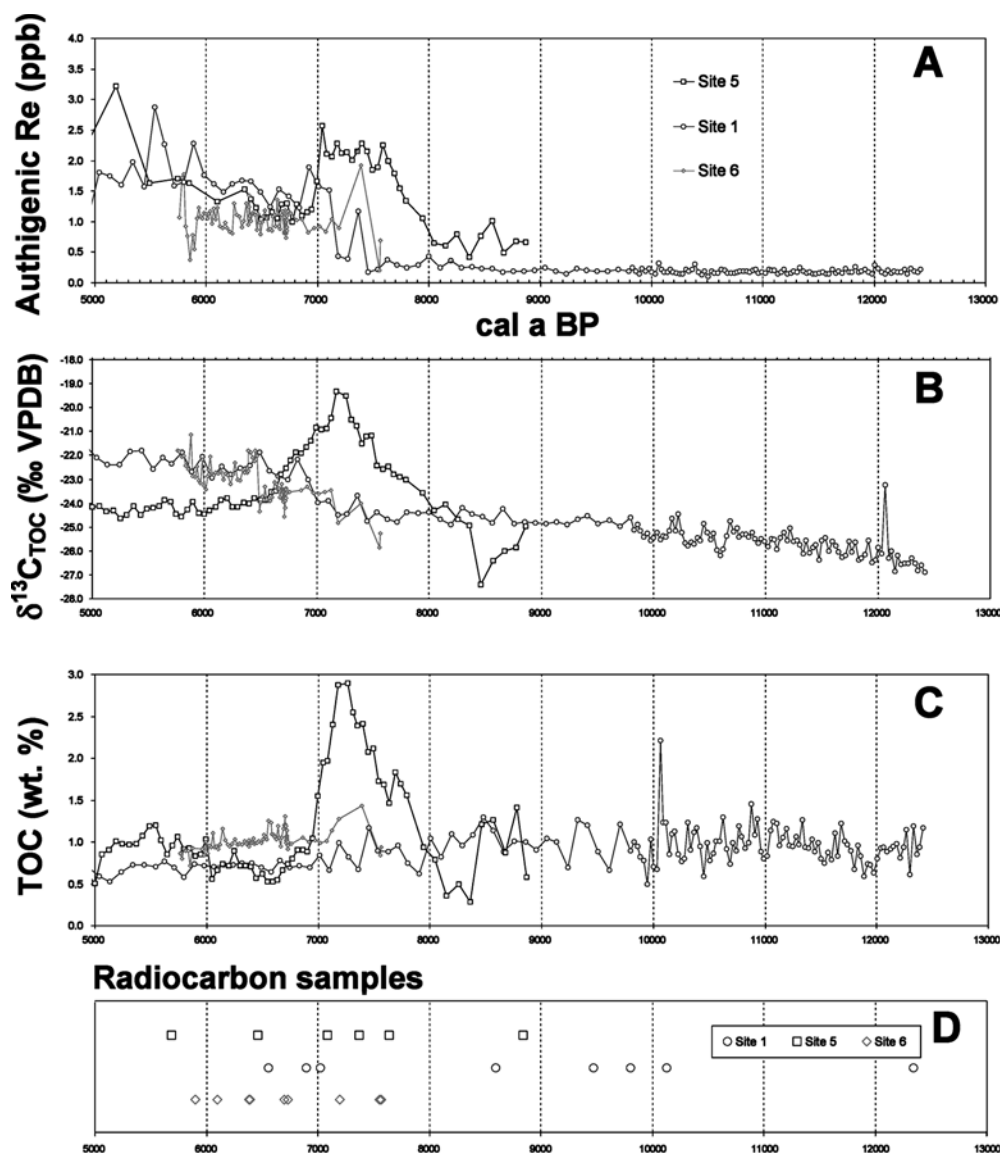 A
Authigenic Re (ppb)
4.0
3.5
3.0
2.5
2.0
1.5
1.0
0.5
0.0
Site 5
Site 1
Site 6
5000 6000 7000 8000 9000 10000 11000 12000 13000
cal a BP
B
δ¹³C_TOC (‰ VPDB)
-18.0
-19.0
-20.0
-21.0
-22.0
-23.0
-24.0
-25.0
-26.0
-27.0
-28.0
5000 6000 7000 8000 9000 10000 11000 12000 13000
C
TOC (wt. %)
3.0
2.5
2.0
1.5
1.0
0.5
0.0
5000 6000 7000 8000 9000 10000 11000 12000 13000
Radiocarbon samples
D
Site 1 Site 5 Site 6
5000 6000 7000 8000 9000 10000 11000 12000 13000